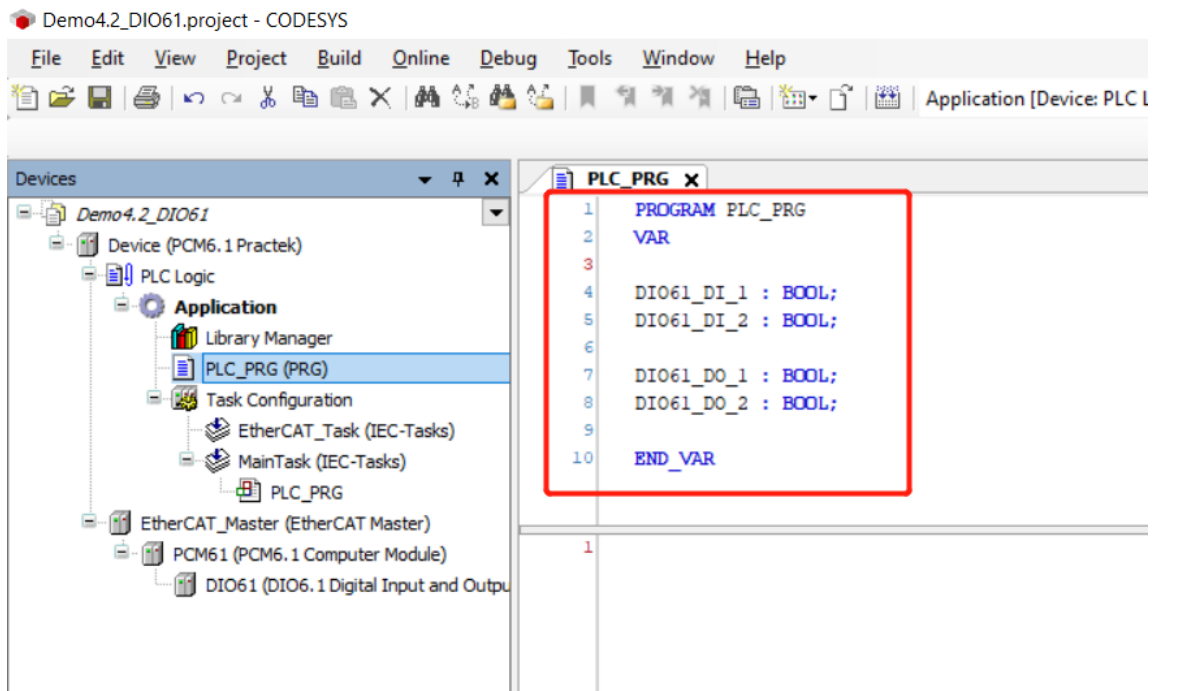 Demo4.2_DIO61.project - CODESYS
File Edit View Project Build Online Debug Tools Window Help
Application [Device: PLC L
Devices
Demo4.2_DIO61
Device (PCM6.1 Practek)
PLC Logic
Application
Library Manager
PLC_PRG (PRG)
Task Configuration
EtherCAT_Task (IEC-Tasks)
MainTask (IEC-Tasks)
PLC_PRG
EtherCAT_Master (EtherCAT Master)
PCM61 (PCM6.1 Computer Module)
DIO61 (DIO6.1 Digital Input and Outpu
PLC_PRG
1 PROGRAM PLC_PRG
2 VAR
3
4 DIO61_DI_1 : BOOL;
5 DIO61_DI_2 : BOOL;
6
7 DIO61_DO_1 : BOOL;
8 DIO61_DO_2 : BOOL;
9
10 END_VAR
1